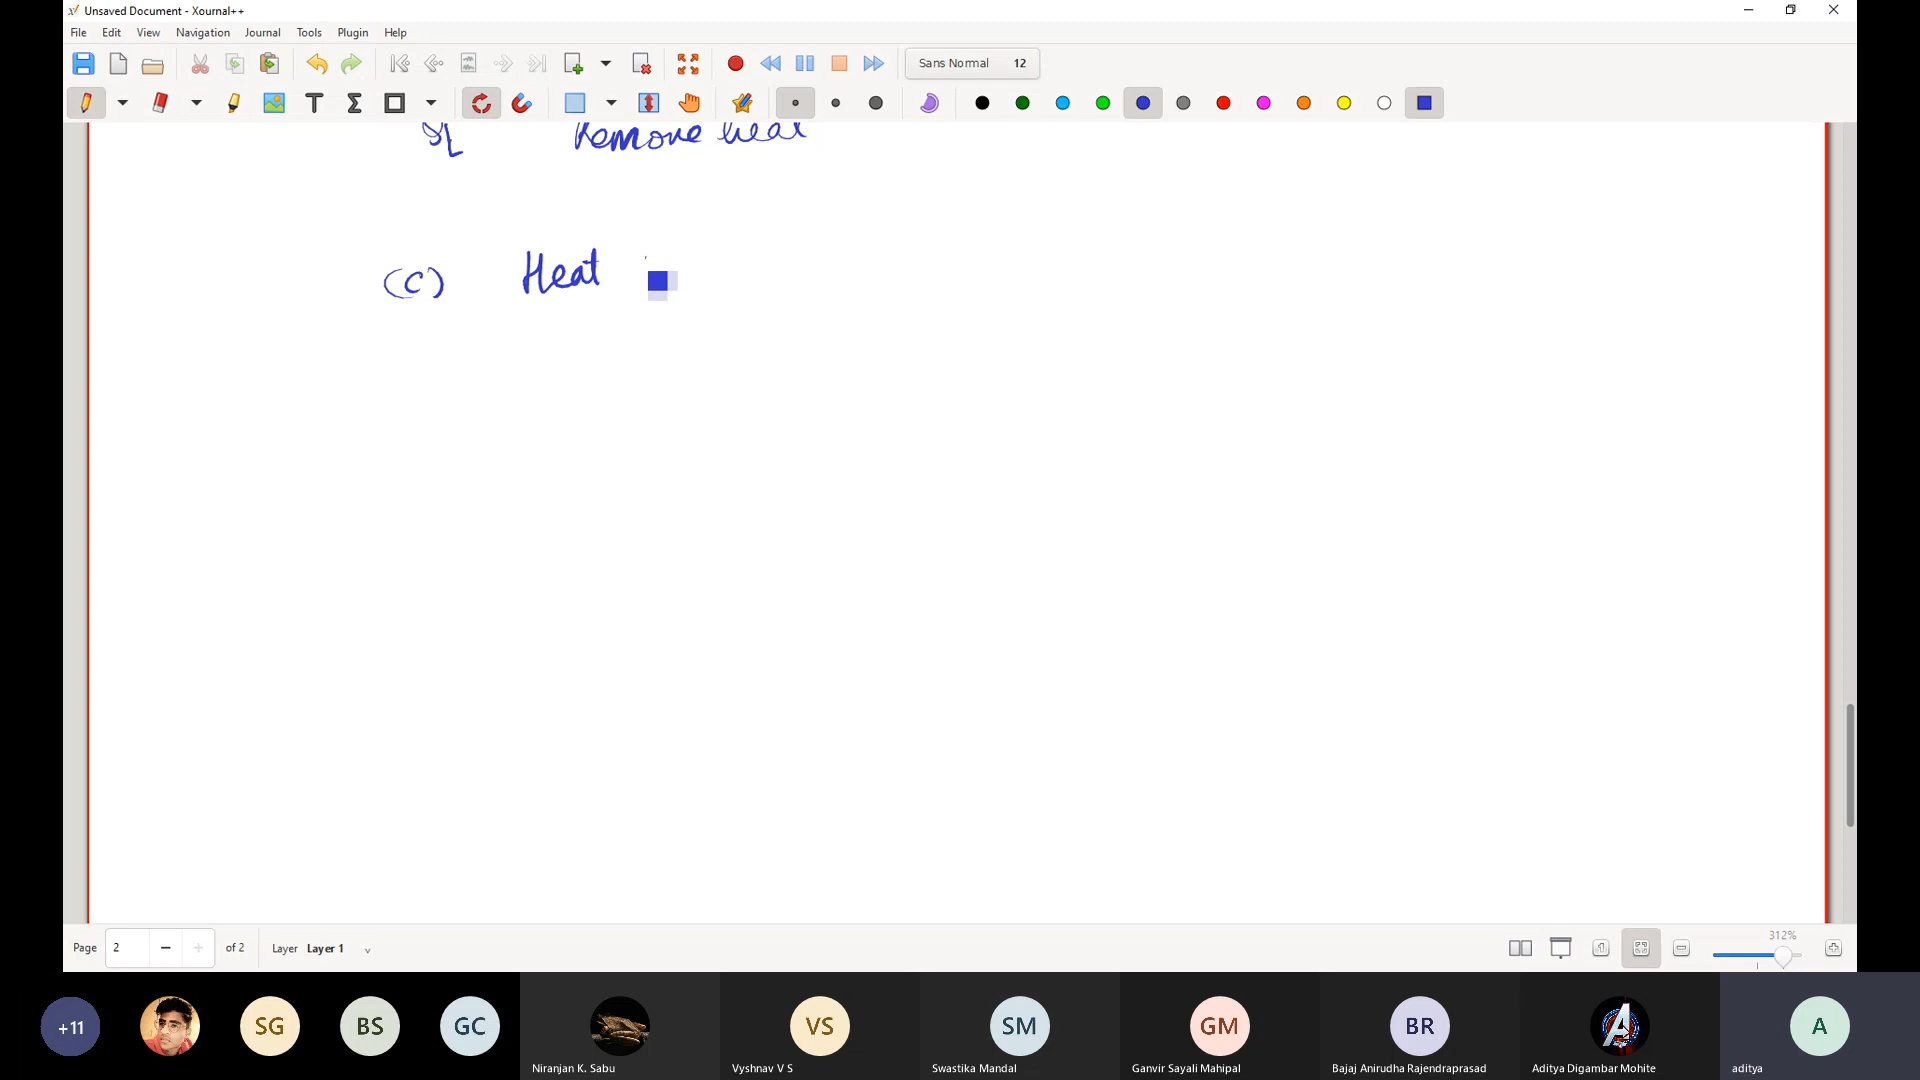 Unsaved Document - Xournal++
File Edit View Navigation Journal Tools Plugin Help
Sans Normal 12
Remove heat
(C) Heat
Page 2 of 2 Layer Layer 1
312%
+11 SG BS GC VS SM GM BR A
Niranjan K. Sabu Vyshnav V S Swastika Mandal Ganvir Sayali Mahipal Bajaj Anirudha Rajendraprasad Aditya Digambar Mohite aditya